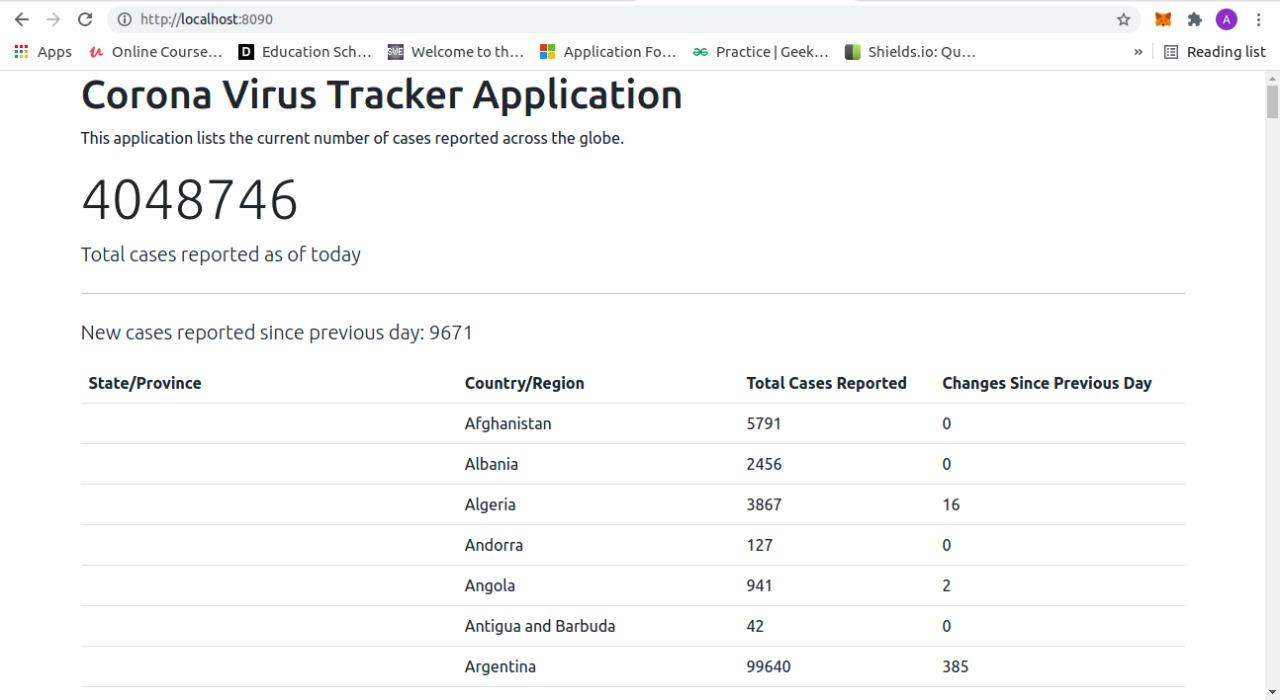 http://localhost:8090
A
Apps Online Course... D Education Sch... SWE Welcome to th... Application Fo... Practice | Geek... Shields.io: Qu... » Reading list
Corona Virus Tracker Application
This application lists the current number of cases reported across the globe.
4048746
Total cases reported as of today
New cases reported since previous day: 9671
State/Province Country/Region Total Cases Reported Changes Since Previous Day
Afghanistan 5791 0
Albania 2456 0
Algeria 3867 16
Andorra 127 0
Angola 941 2
Antigua and Barbuda 42 0
Argentina 99640 385